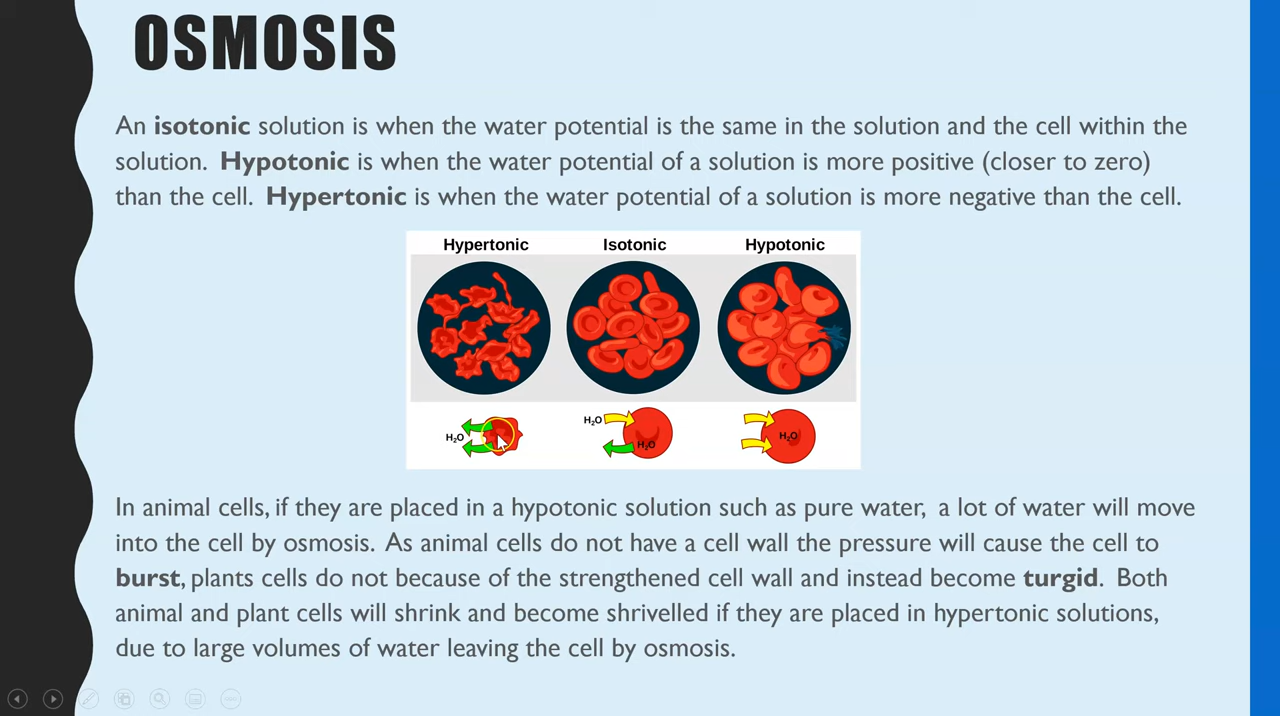 OSMOSIS
An isotonic solution is when the water potential is the same in the solution and the cell within the
solution. Hypotonic is when the water potential of a solution is more positive (closer to zero)
than the cell. Hypertonic is when the water potential of a solution is more negative than the cell.
Hypertonic Isotonic Hypotonic
H₂O H₂O H₂O H₂O
In animal cells, if they are placed in a hypotonic solution such as pure water, a lot of water will move
into the cell by osmosis. As animal cells do not have a cell wall the pressure will cause the cell to
burst, plants cells do not because of the strengthened cell wall and instead become turgid. Both
animal and plant cells will shrink and become shrivelled if they are placed in hypertonic solutions,
due to large volumes of water leaving the cell by osmosis.